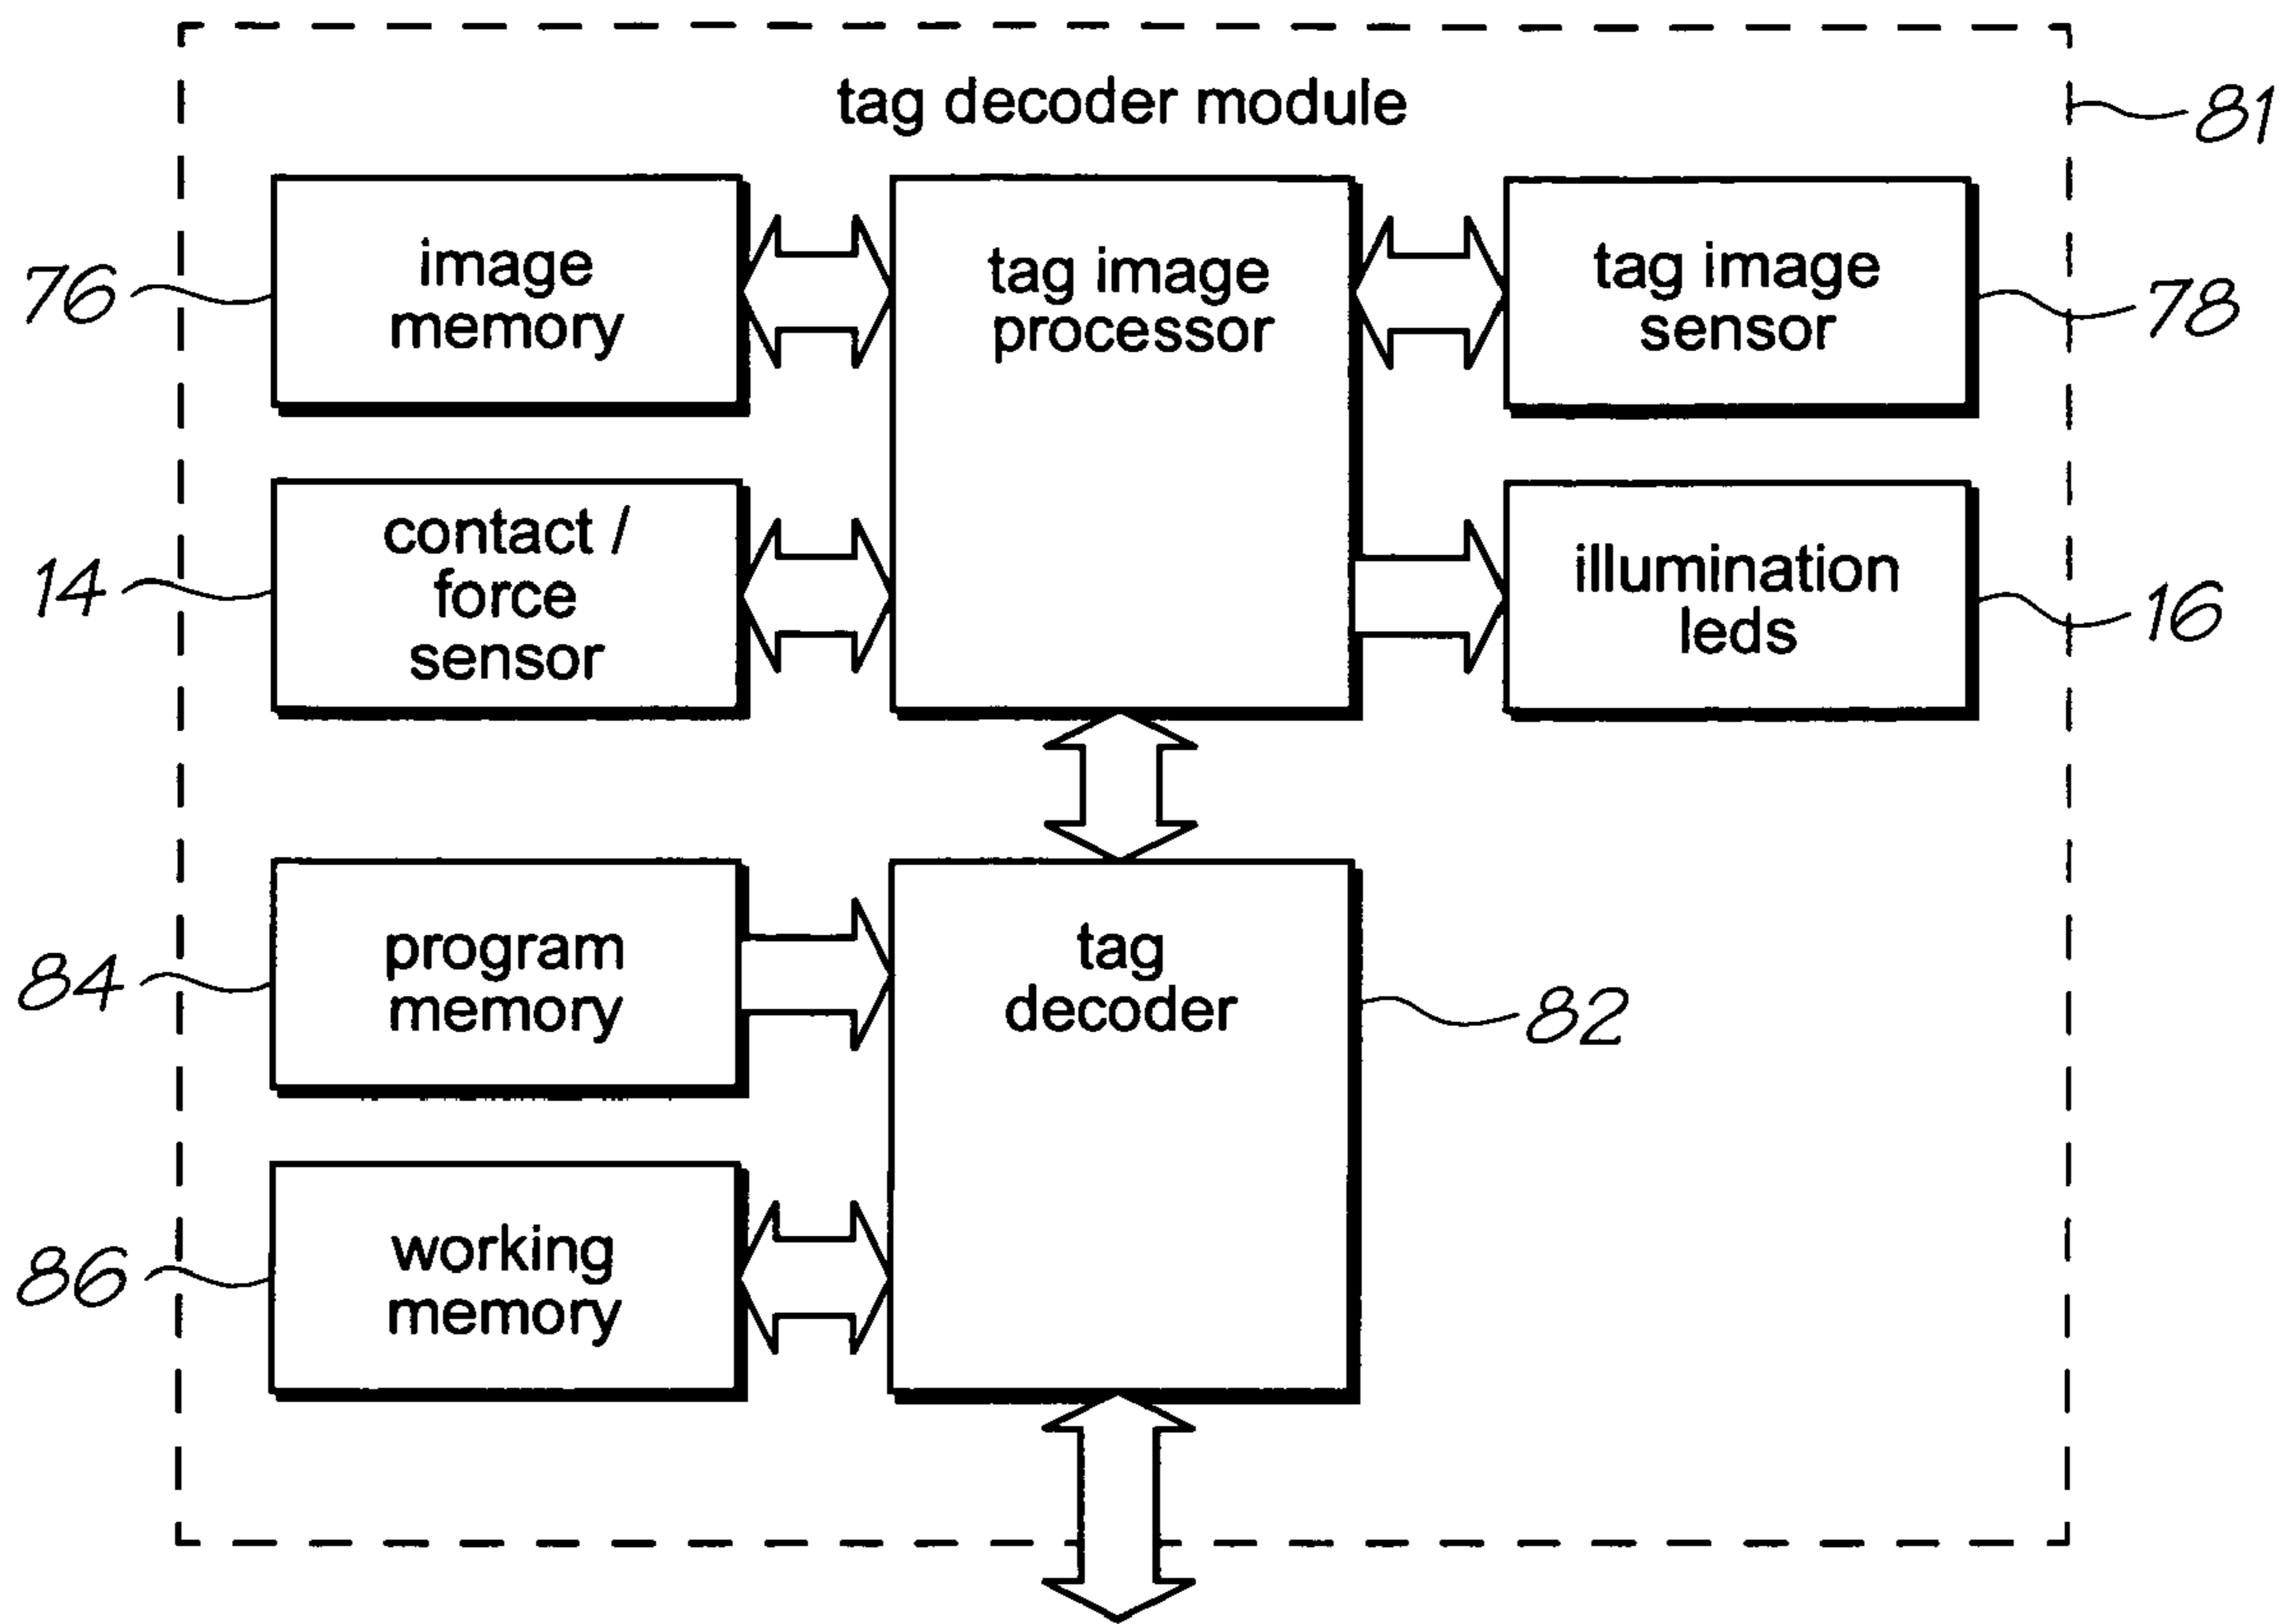 tag decoder module
81
image
memory
76
tag image
processor
tag image
sensor
78
contact /
force
sensor
14
illumination
leds
16
program
memory
84
tag
decoder
82
working
memory
86